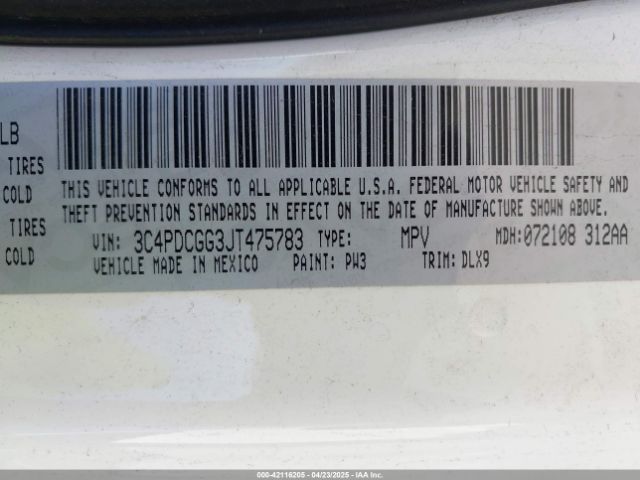 LB
TIRES
COLD
TIRES
COLD
THIS VEHICLE CONFORMS TO ALL APPLICABLE U.S.A. FEDERAL MOTOR VEHICLE SAFETY AND
THEFT PREVENTION STANDARDS IN EFFECT ON THE DATE OF MANUFACTURE SHOWN ABOVE.
VIN: 3C4PDCGG3JT475783 TYPE: MPV MDH:072108 312AA
VEHICLE MADE IN MEXICO PAINT: PW3 TRIM: DLX9
000-42116205 - 04/23/2025 - IAA Inc.